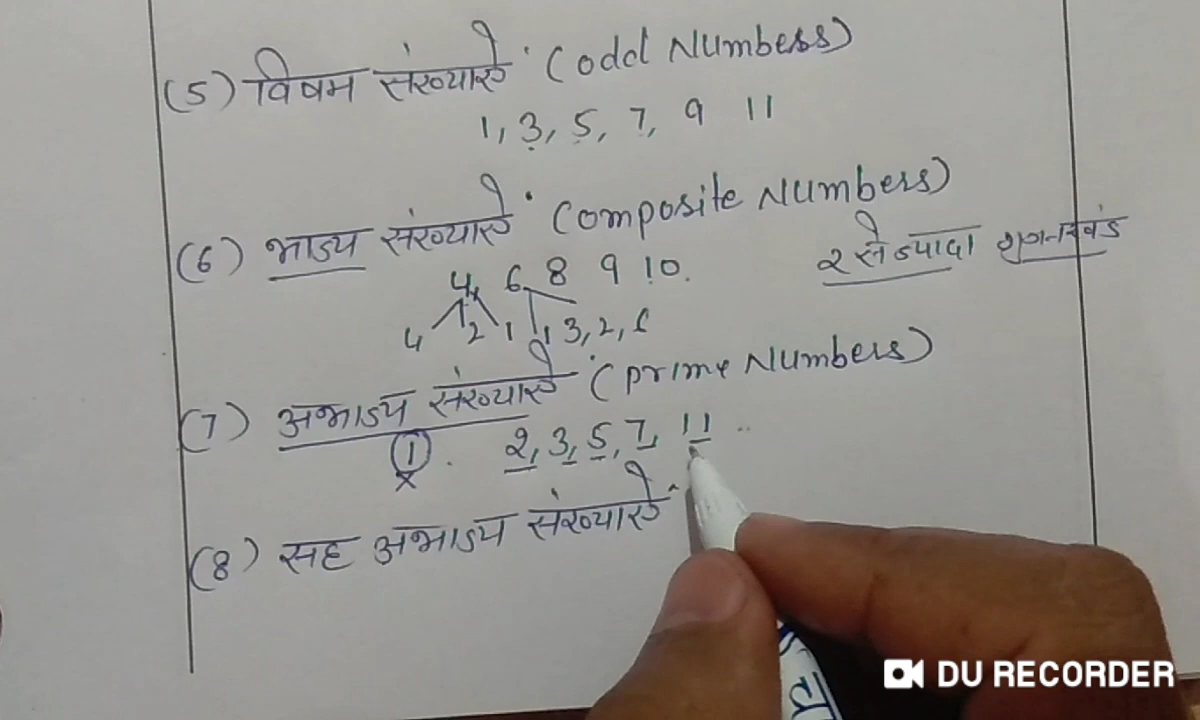 (5) विषम संख्याएं (odd Numbers)
1, 3, 5, 7, 9 11
(6) भाज्य संख्याएं (composite Numbers)
4, 6, 8 9 10.
2 से ज्यादा गुणनखंड
4 2 1 1 3, 2, 6
(7) अभाज्य संख्याएं (prime Numbers)
1 x . 2, 3, 5, 7, 11 ..
(8) सह अभाज्य संख्याएं
DU RECORDER